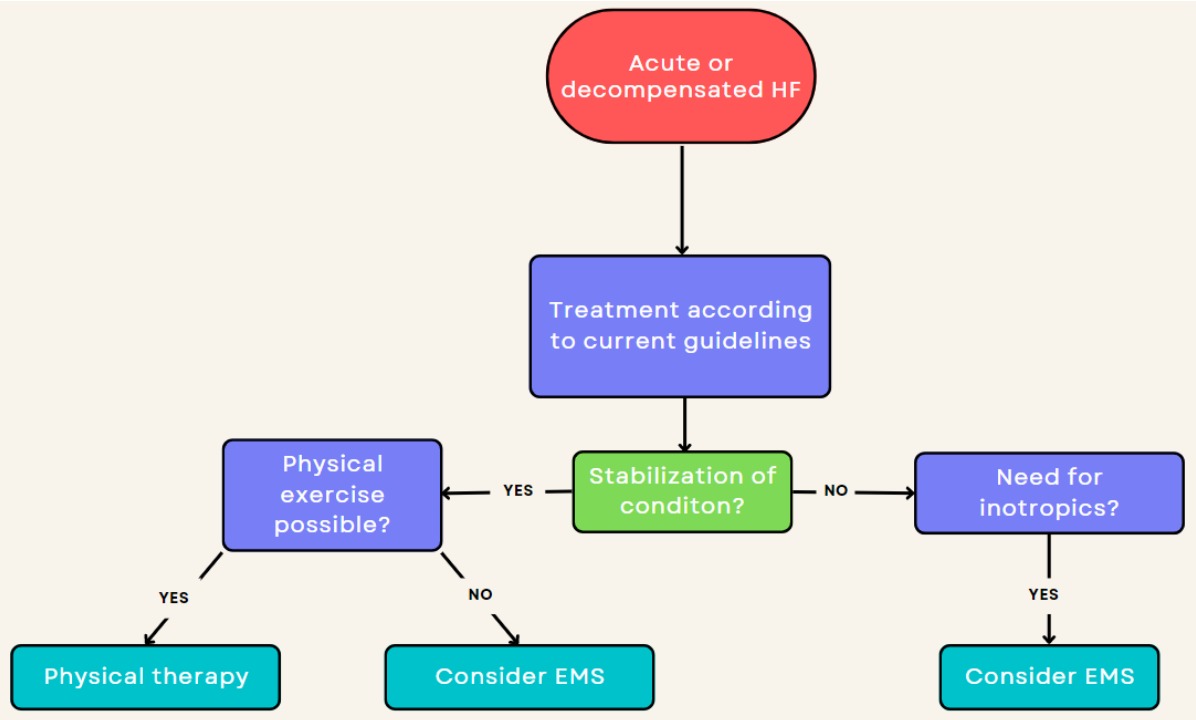 Acute or
decompensated HF
Treatment according
to current guidelines
Physical
exercise
possible?
YES
Stabilization of
conditon?
NO
Need for
inotropics?
YES
NO
YES
Physical therapy
Consider EMS
Consider EMS